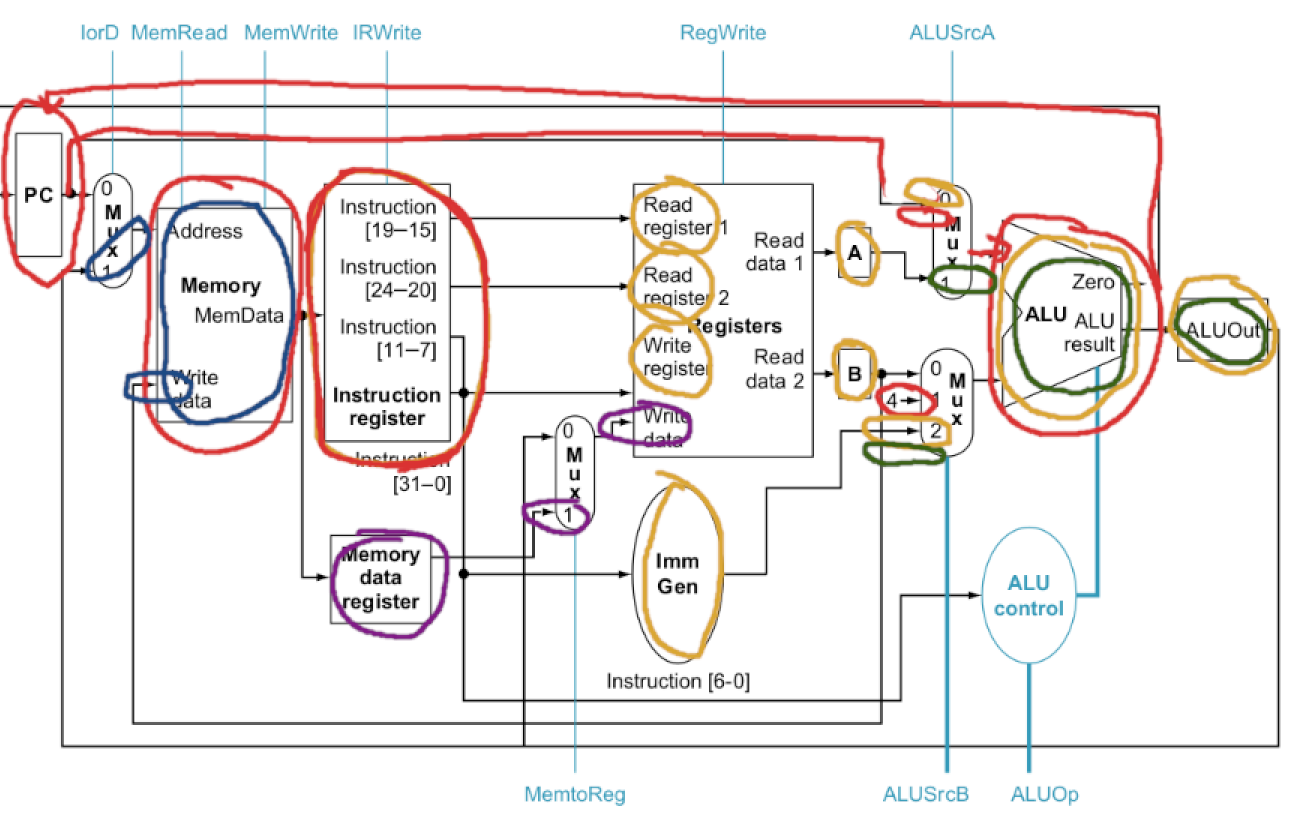 IorD MemRead MemWrite IRWrite RegWrite ALUSrcA
PC
0
M
u
x
1
Address
Memory
MemData
Write
data
Instruction
[19–15]
Instruction
[24–20]
Instruction
[11–7]
Instruction
register
Instruction
[31–0]
Memory
data
register
0
M
u
x
1
Read
register 1
Read
register 2
Registers
Write
register
Write
data
Read
data 1
Read
data 2
Imm
Gen
Instruction [6-0]
A
B
4
0
M
u
x
1
0
1
2
M
u
x
Zero
ALU
ALU
result
ALUOut
ALU
control
MemtoReg ALUSrcB ALUOp